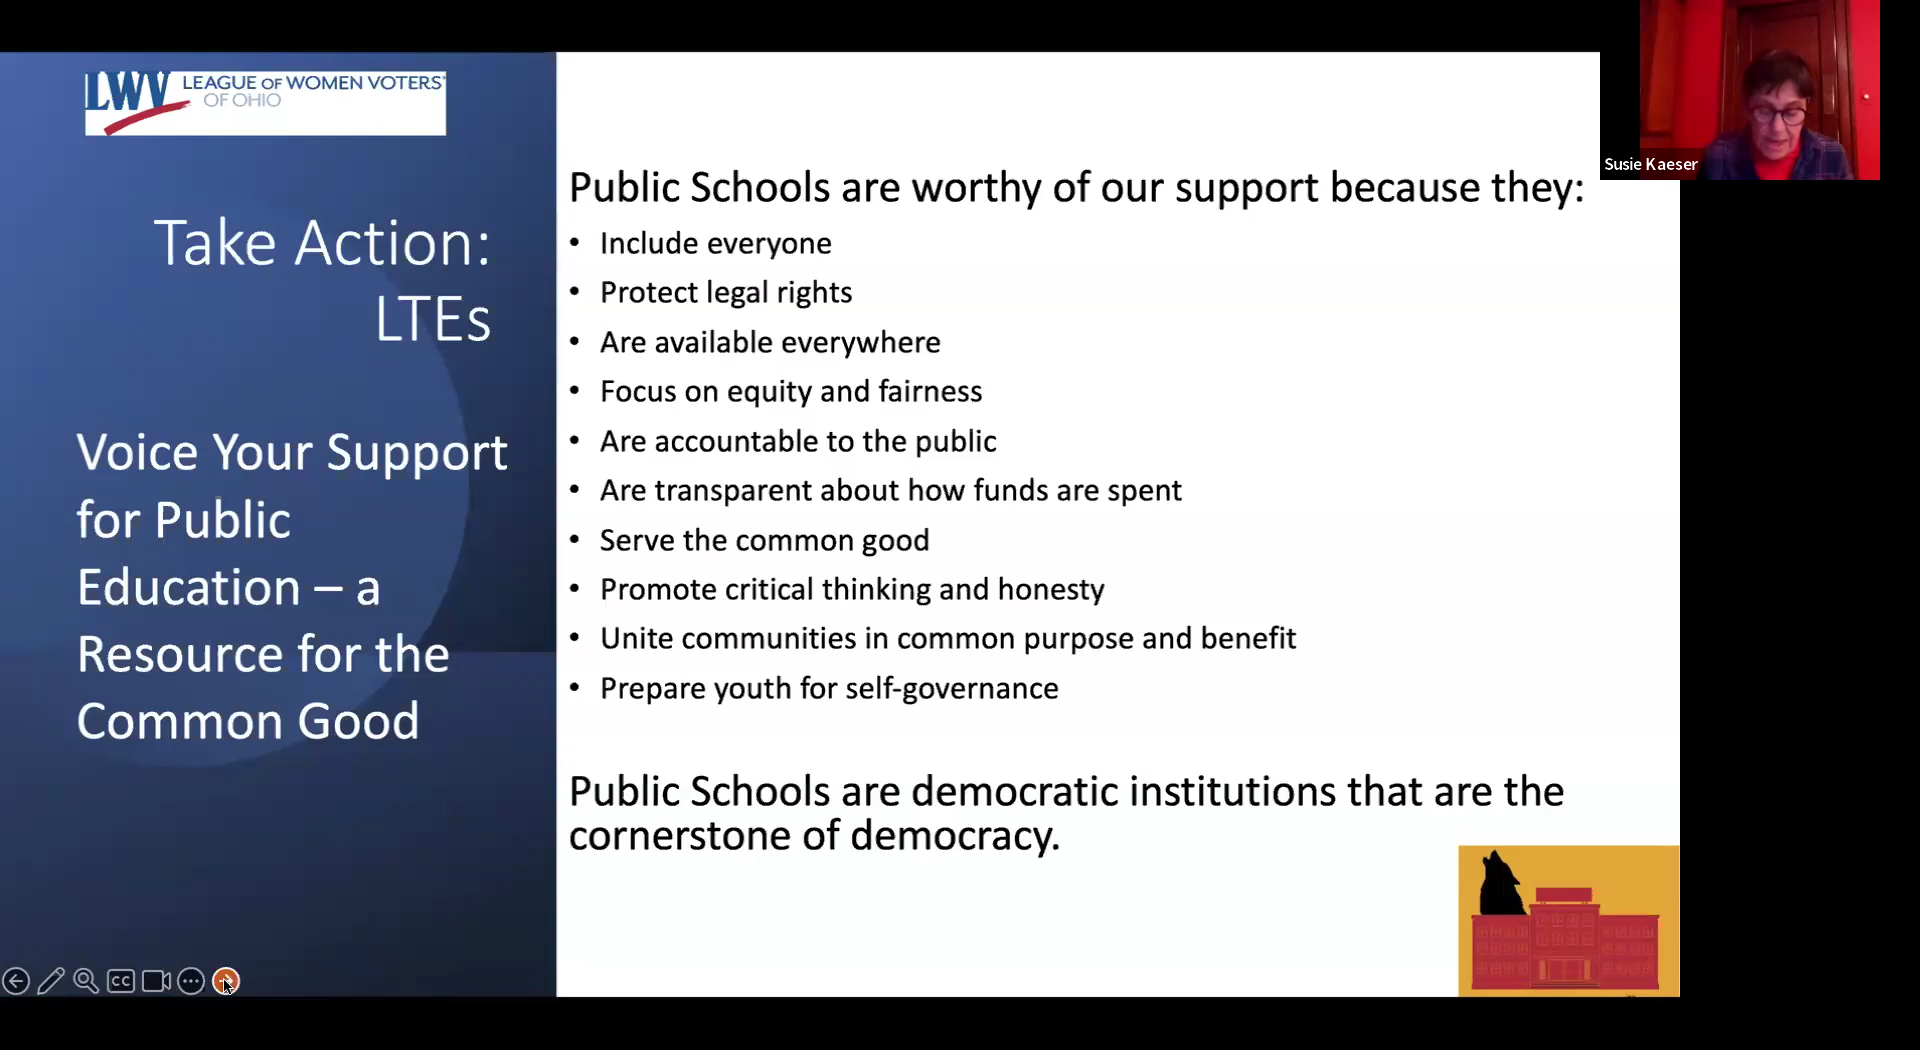 LWV LEAGUE OF WOMEN VOTERS®
OF OHIO
Take Action:
LTEs
Voice Your Support
for Public
Education – a
Resource for the
Common Good
Public Schools are worthy of our support because they:
• Include everyone
• Protect legal rights
• Are available everywhere
• Focus on equity and fairness
• Are accountable to the public
• Are transparent about how funds are spent
• Serve the common good
• Promote critical thinking and honesty
• Unite communities in common purpose and benefit
• Prepare youth for self-governance
Public Schools are democratic institutions that are the
cornerstone of democracy.
Susie Kaeser
CC